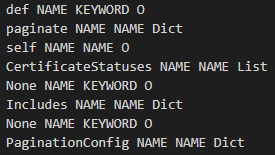 def NAME KEYWORD O
paginate NAME NAME Dict
self NAME NAME O
CertificateStatuses NAME NAME List
None NAME KEYWORD O
Includes NAME NAME Dict
None NAME KEYWORD O
PaginationConfig NAME NAME Dict